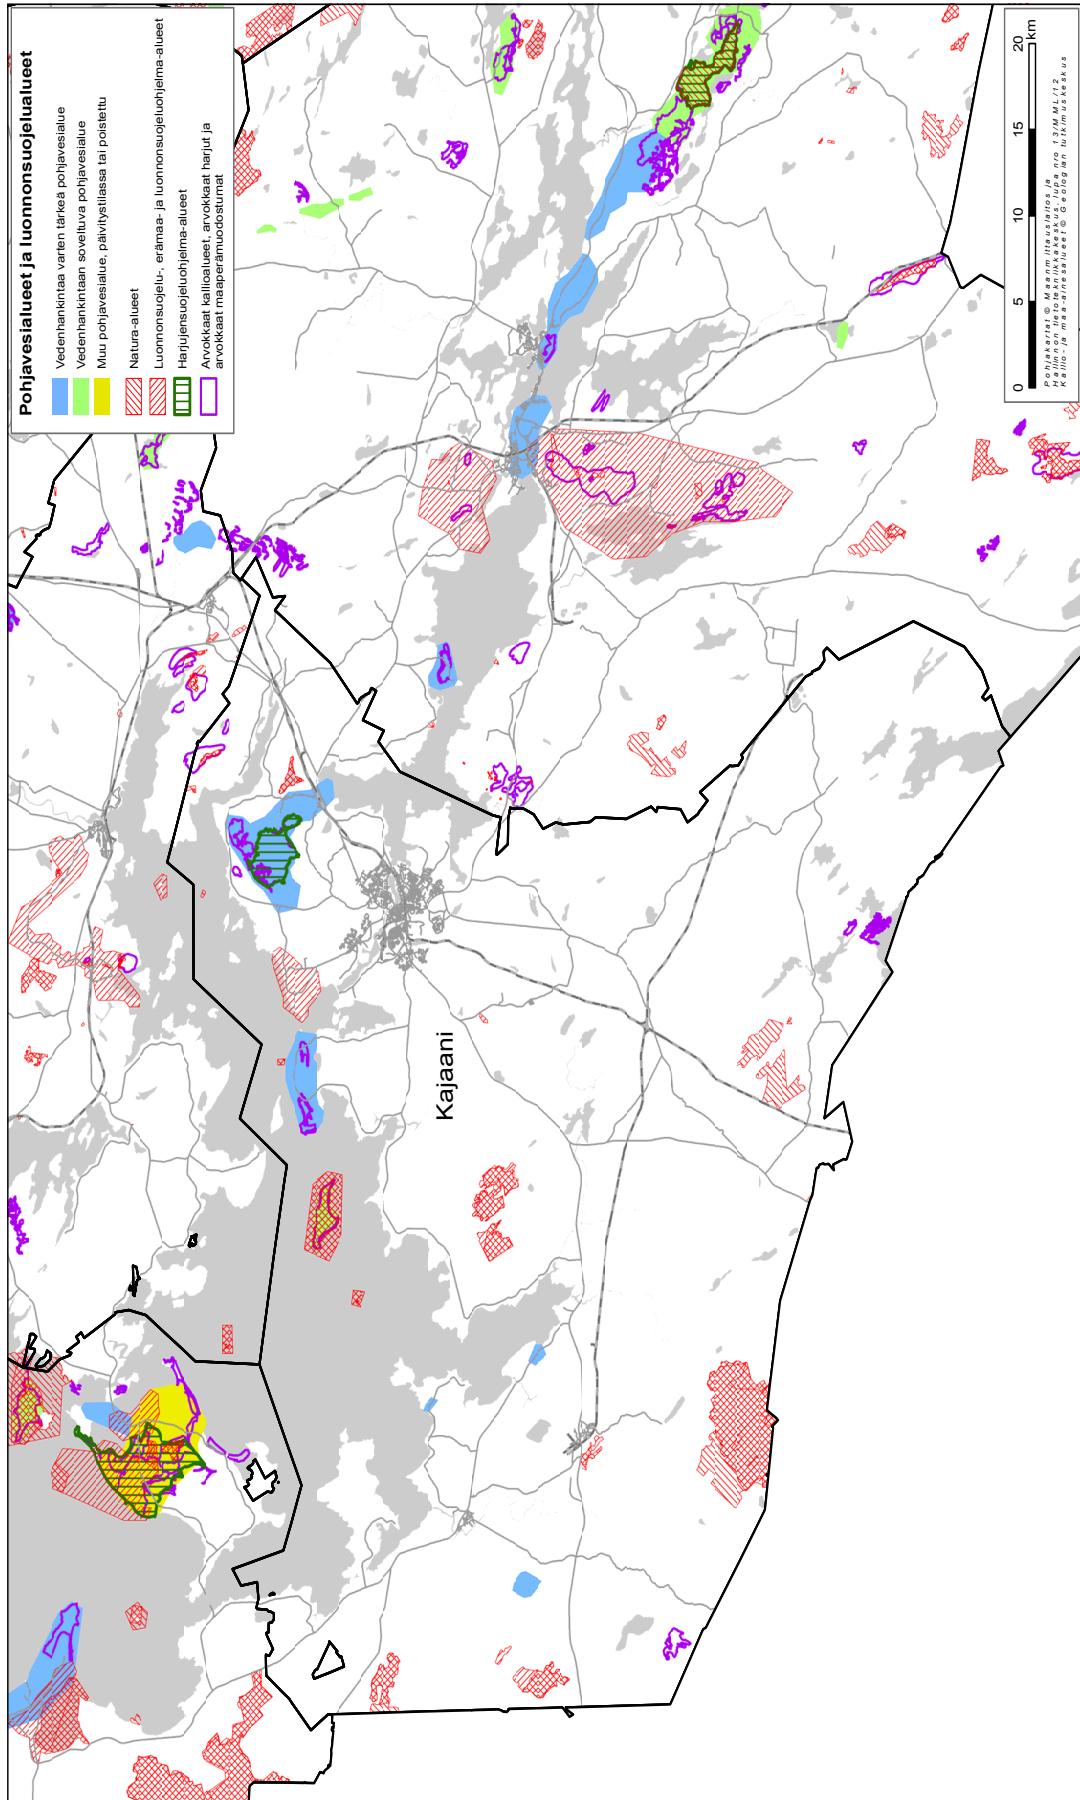 Pohjavesialueet ja luonnonsuojelualueet
Vedenhankintaa varten tärkeä pohjavesialue
Vedenhankintaan soveltuva pohjavesialue
Muu pohjavesialue, päivitystilassa tai poistettu
Natura-alueet
Luonnonsuojelu-, erämaa- ja luonnonsuojeluohjelma-alueet
Harjujensuojeluohjelma-alueet
Arvokkaat kallioalueet, arvokkaat harjut ja
arvokkaat maaperämuodostumat
Kajaani
0 5 10 15 20 km
Pohjakartat © Maanmittauslaitos ja
Hallinnon tietotekniikkakeskus, lupa nro 13/MML/12
Kallio- ja maa-ainesalueet © Geologian tutkimuskeskus